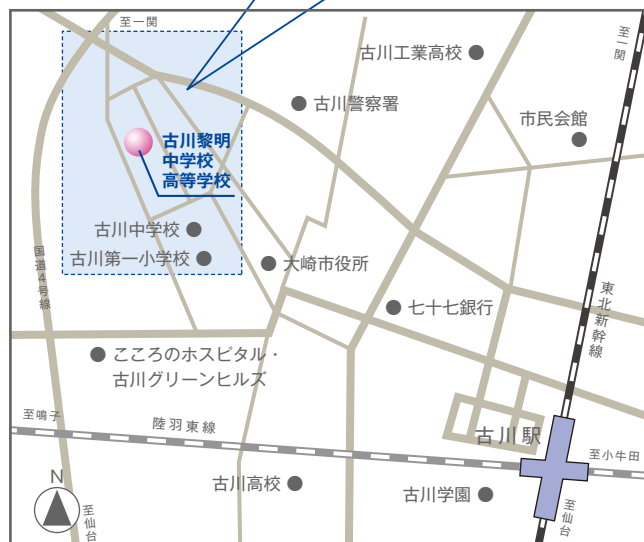 至一関
古川工業高校
至一関
古川警察署
市民会館
古川黎明
中学校
高等学校
古川中学校
古川第一小学校
大崎市役所
国道4号線
東北新幹線
七十七銀行
こころのホスピタル・
古川グリーンヒルズ
至鳴子
陸羽東線
古川駅
至小牛田
N
古川高校
古川学園
至仙台
至仙台